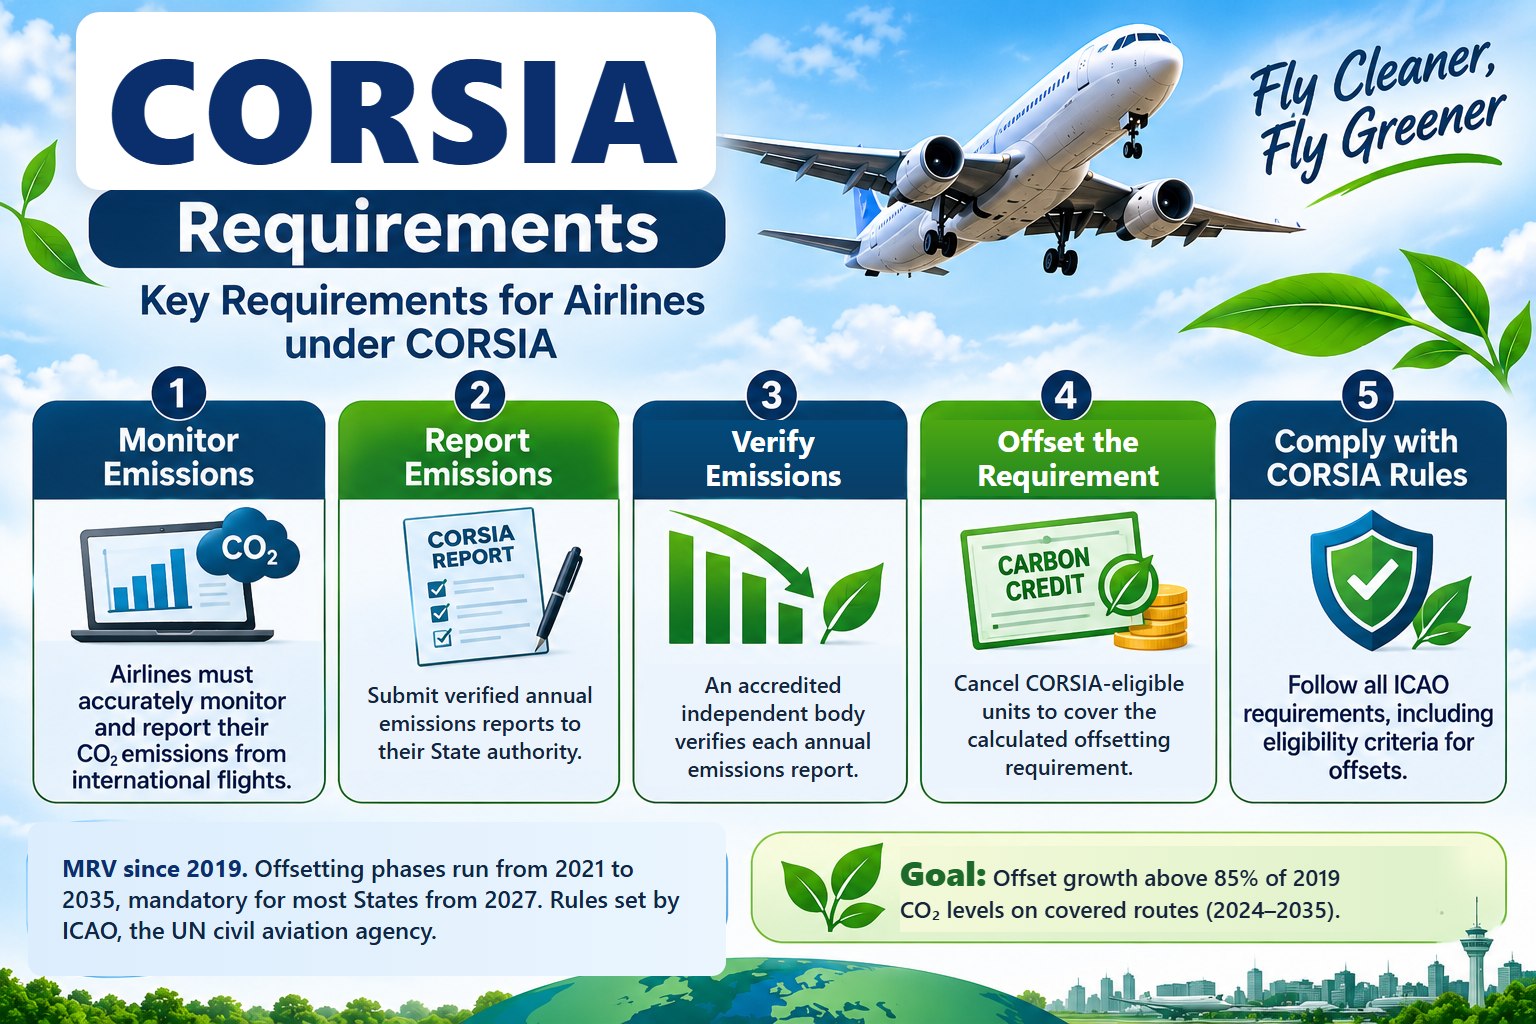 CORSIA
Requirements
Key Requirements for Airlines
under CORSIA
Fly Cleaner,
Fly Greener
1
Monitor
Emissions
CO₂
Airlines must
accurately monitor
and report their
CO₂ emissions from
international flights.
2
Report
Emissions
CORSIA
REPORT
Submit verified annual
emissions reports to
their State authority.
3
Verify
Emissions
An accredited
independent body
verifies each annual
emissions report.
4
Offset the
Requirement
CARBON
CREDIT
Cancel CORSIA-eligible
units to cover the
calculated offsetting
requirement.
5
Comply with
CORSIA Rules
Follow all ICAO
requirements, including
eligibility criteria for
offsets.
MRV since 2019. Offsetting phases run from 2021 to
2035, mandatory for most States from 2027. Rules set by
ICAO, the UN civil aviation agency.
Goal: Offset growth above 85% of 2019
CO₂ levels on covered routes (2024–2035).